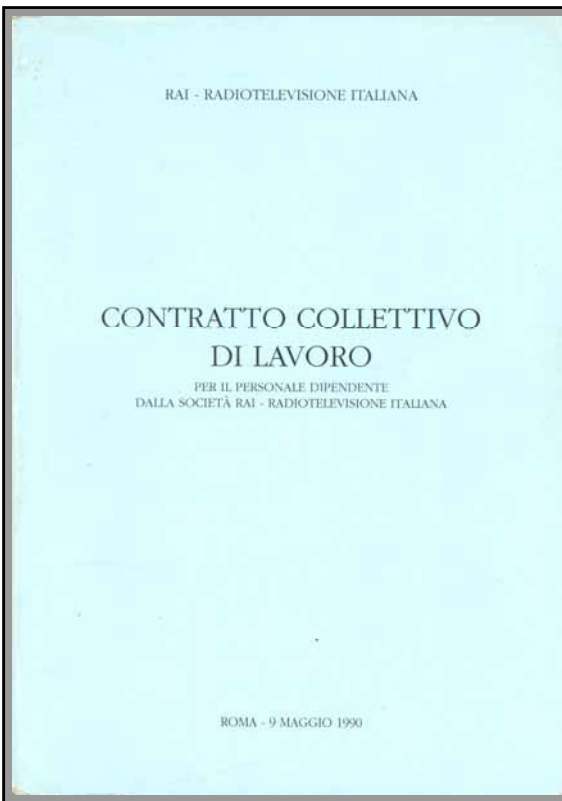 RAI - RADIOTELEVISIONE ITALIANA
CONTRATTO COLLETTIVO
DI LAVORO
PER IL PERSONALE DIPENDENTE
DALLA SOCIETÀ RAI - RADIOTELEVISIONE ITALIANA
ROMA - 9 MAGGIO 1990